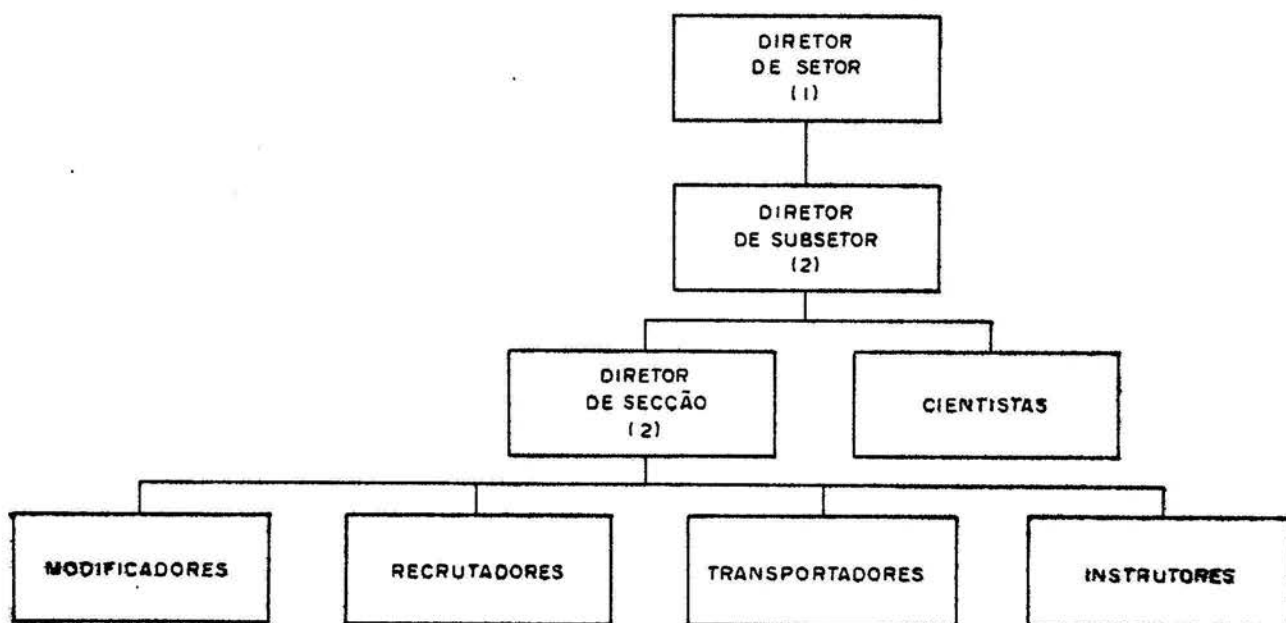 DIRETOR
DE SETOR
(1)
DIRETOR
DE SUBSETOR
(2)
DIRETOR
DE SECÇÃO
(2)
CIENTISTAS
MODIFICADORES
RECRUTADORES
TRANSPORTADORES
INSTRUTORES